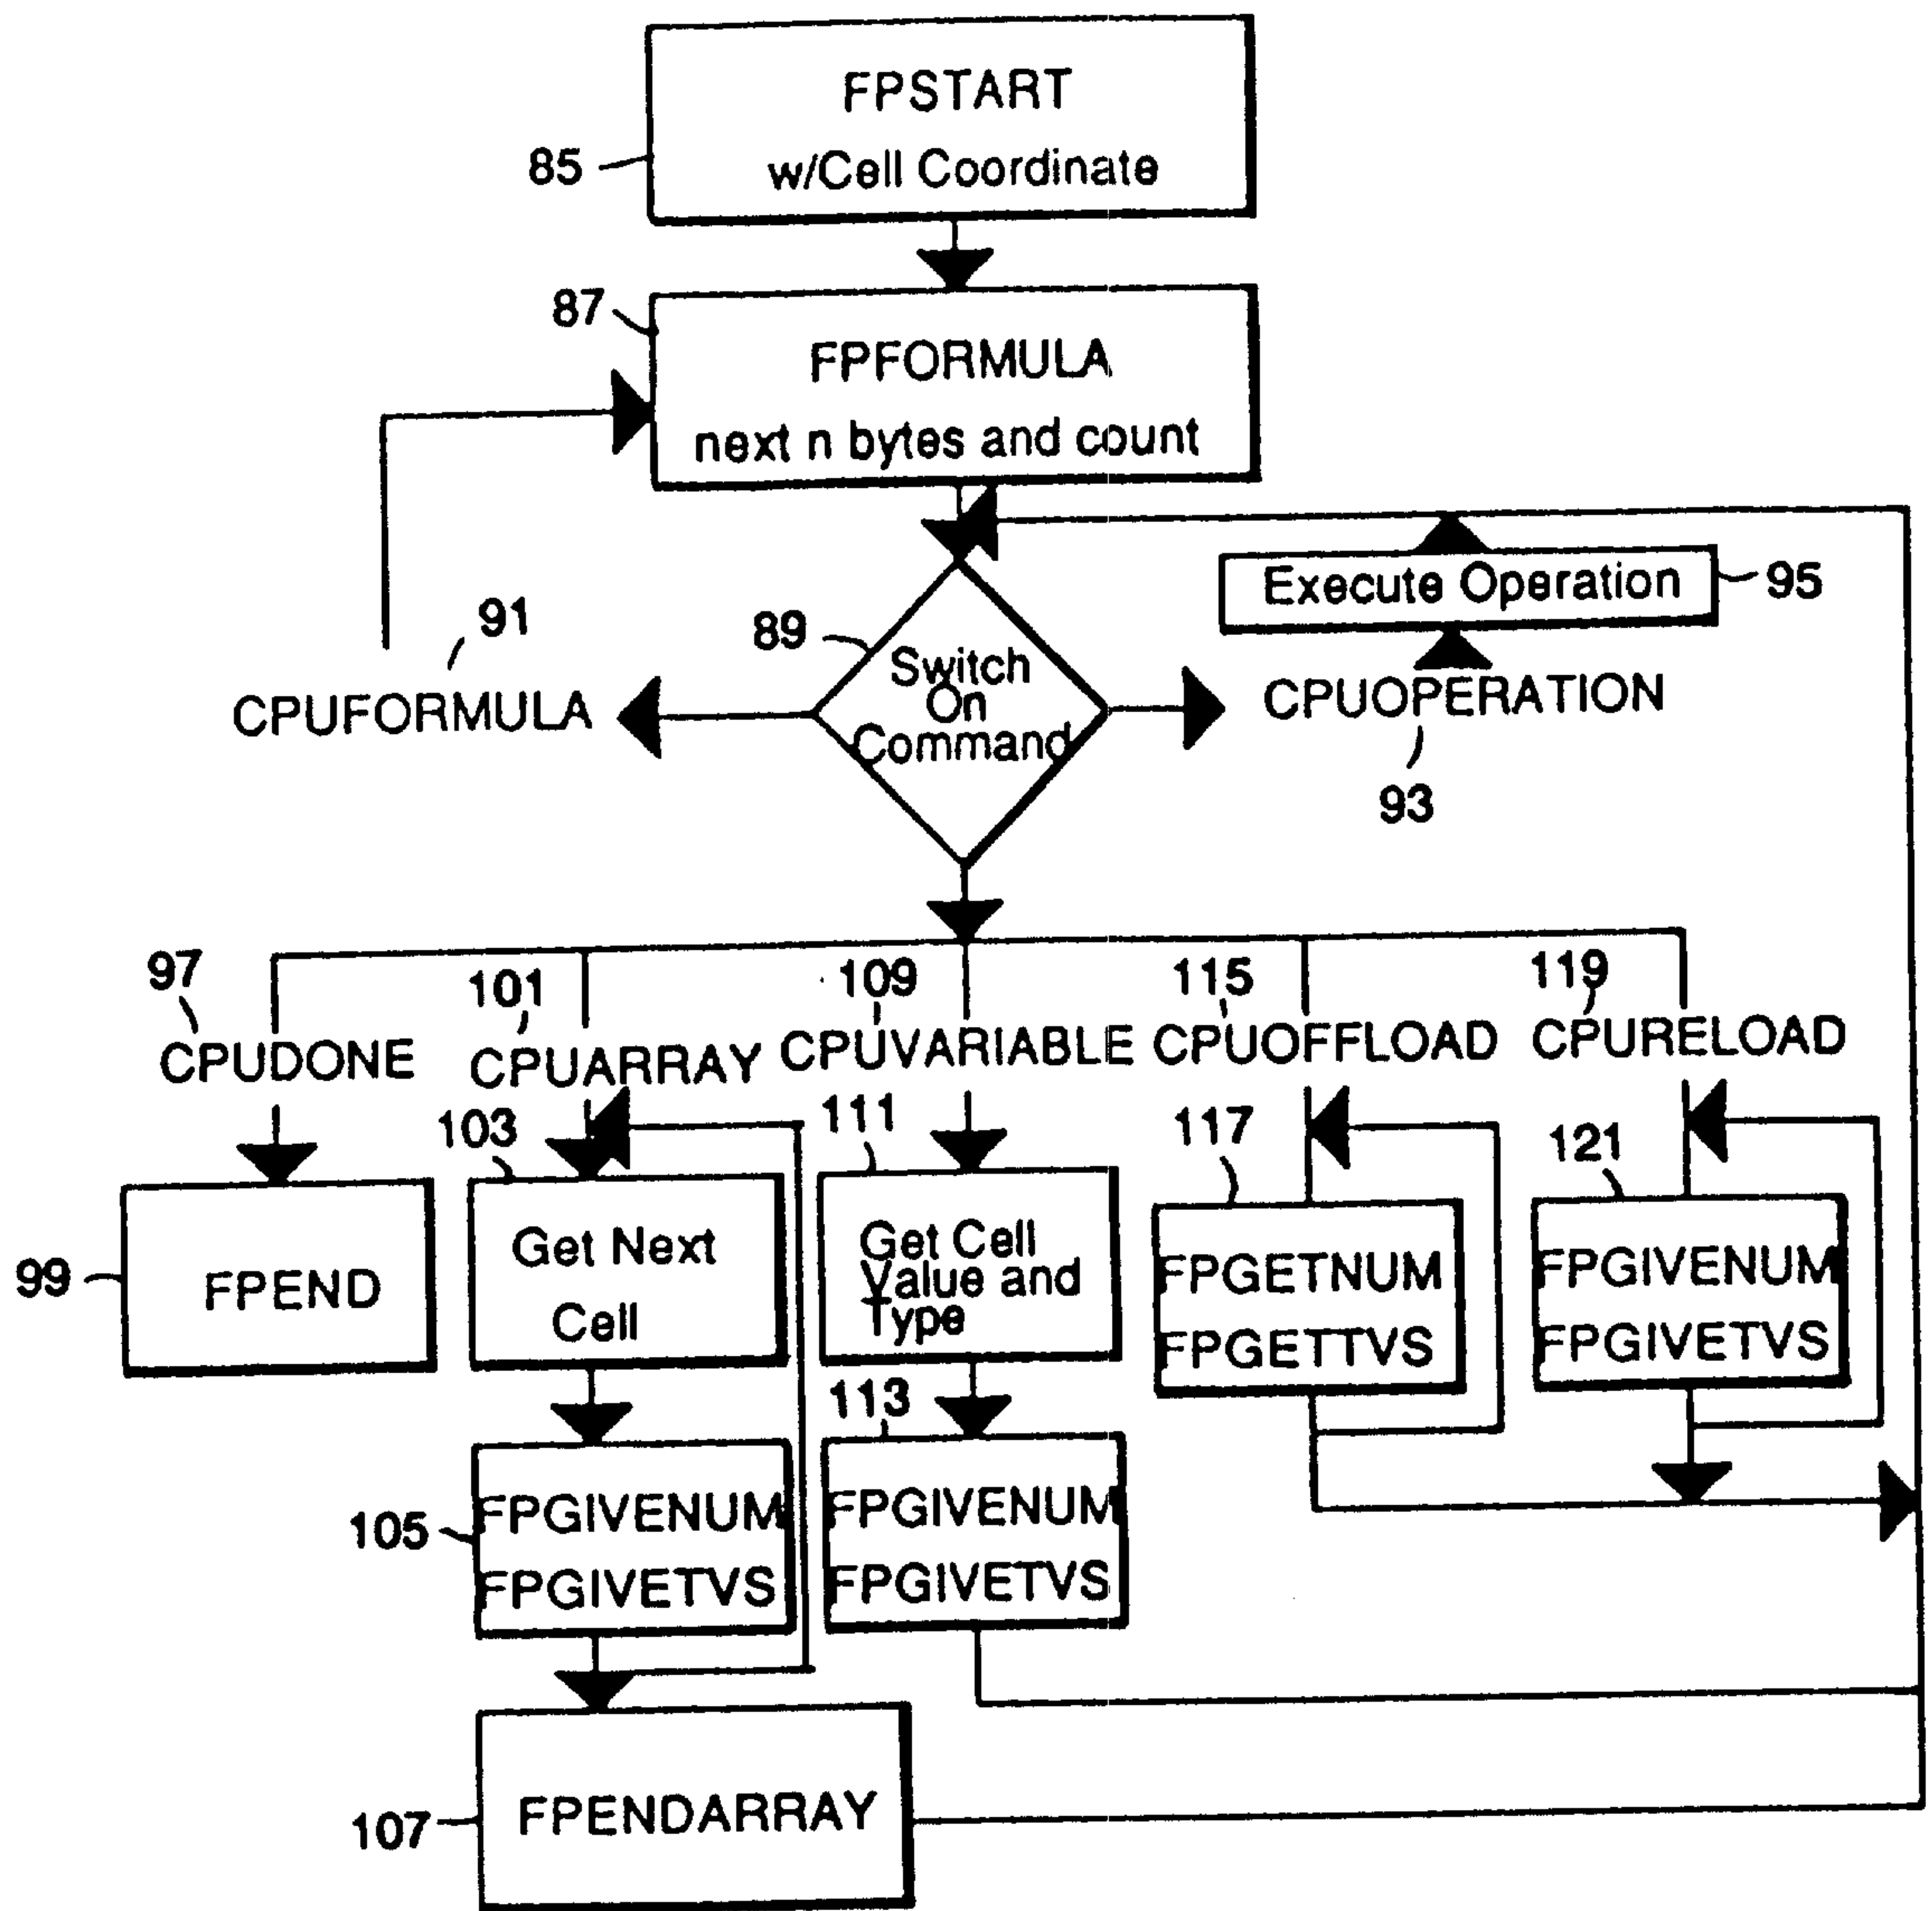 FPSTART
85
w/Cell Coordinate
87
FPFORMULA
next n bytes and count
Execute Operation
95
91
89
Switch
On
Command
CPUFORMULA
CPUOPERATION
93
97
101
109
115
119
CPUDONE
CPUARRAY
CPUVARIABLE
CPUOFFLOAD
CPURELOAD
103
111
117
121
99
FPEND
Get Next
Cell
Get Cell
Value and
Type
FPGETNUM
FPGETTVS
FPGIVENUM
FPGIVETVS
113
105
FPGIVENUM
FPGIVETVS
FPGIVENUM
FPGIVETVS
107
FPENDARRAY